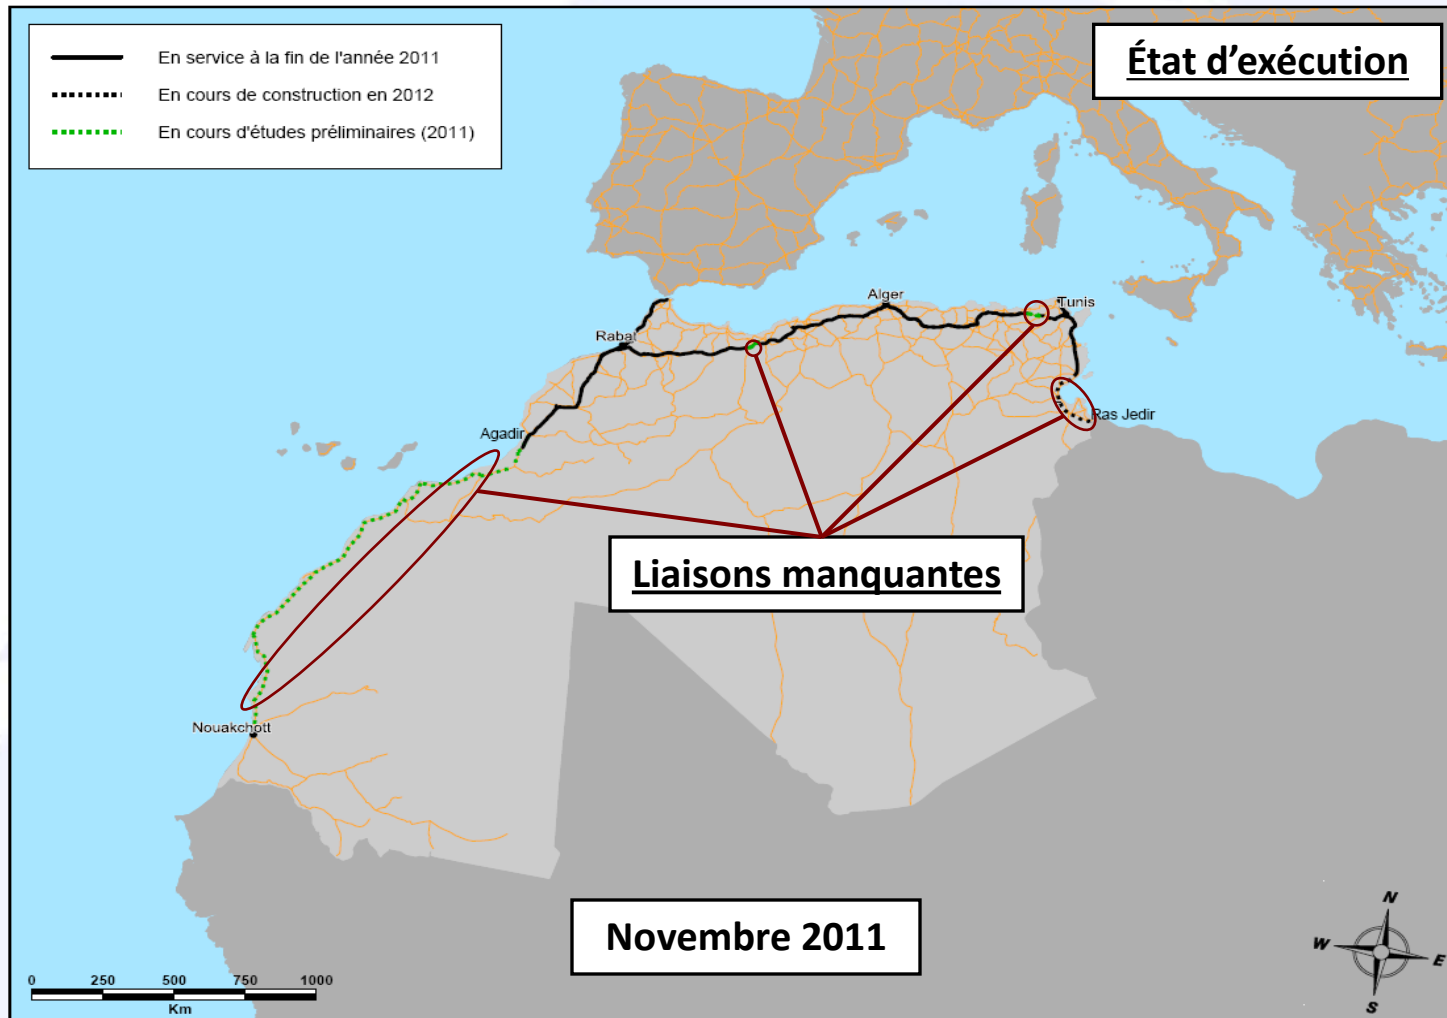 En service à la fin de l'année 2011
En cours de construction en 2012
En cours d'études préliminaires (2011)
État d’exécution
Alger
Tunis
Rabat
Ras Jedir
Agadir
Liaisons manquantes
Nouakchott
Novembre 2011
N
W
E
S
0 250 500 750 1000
Km